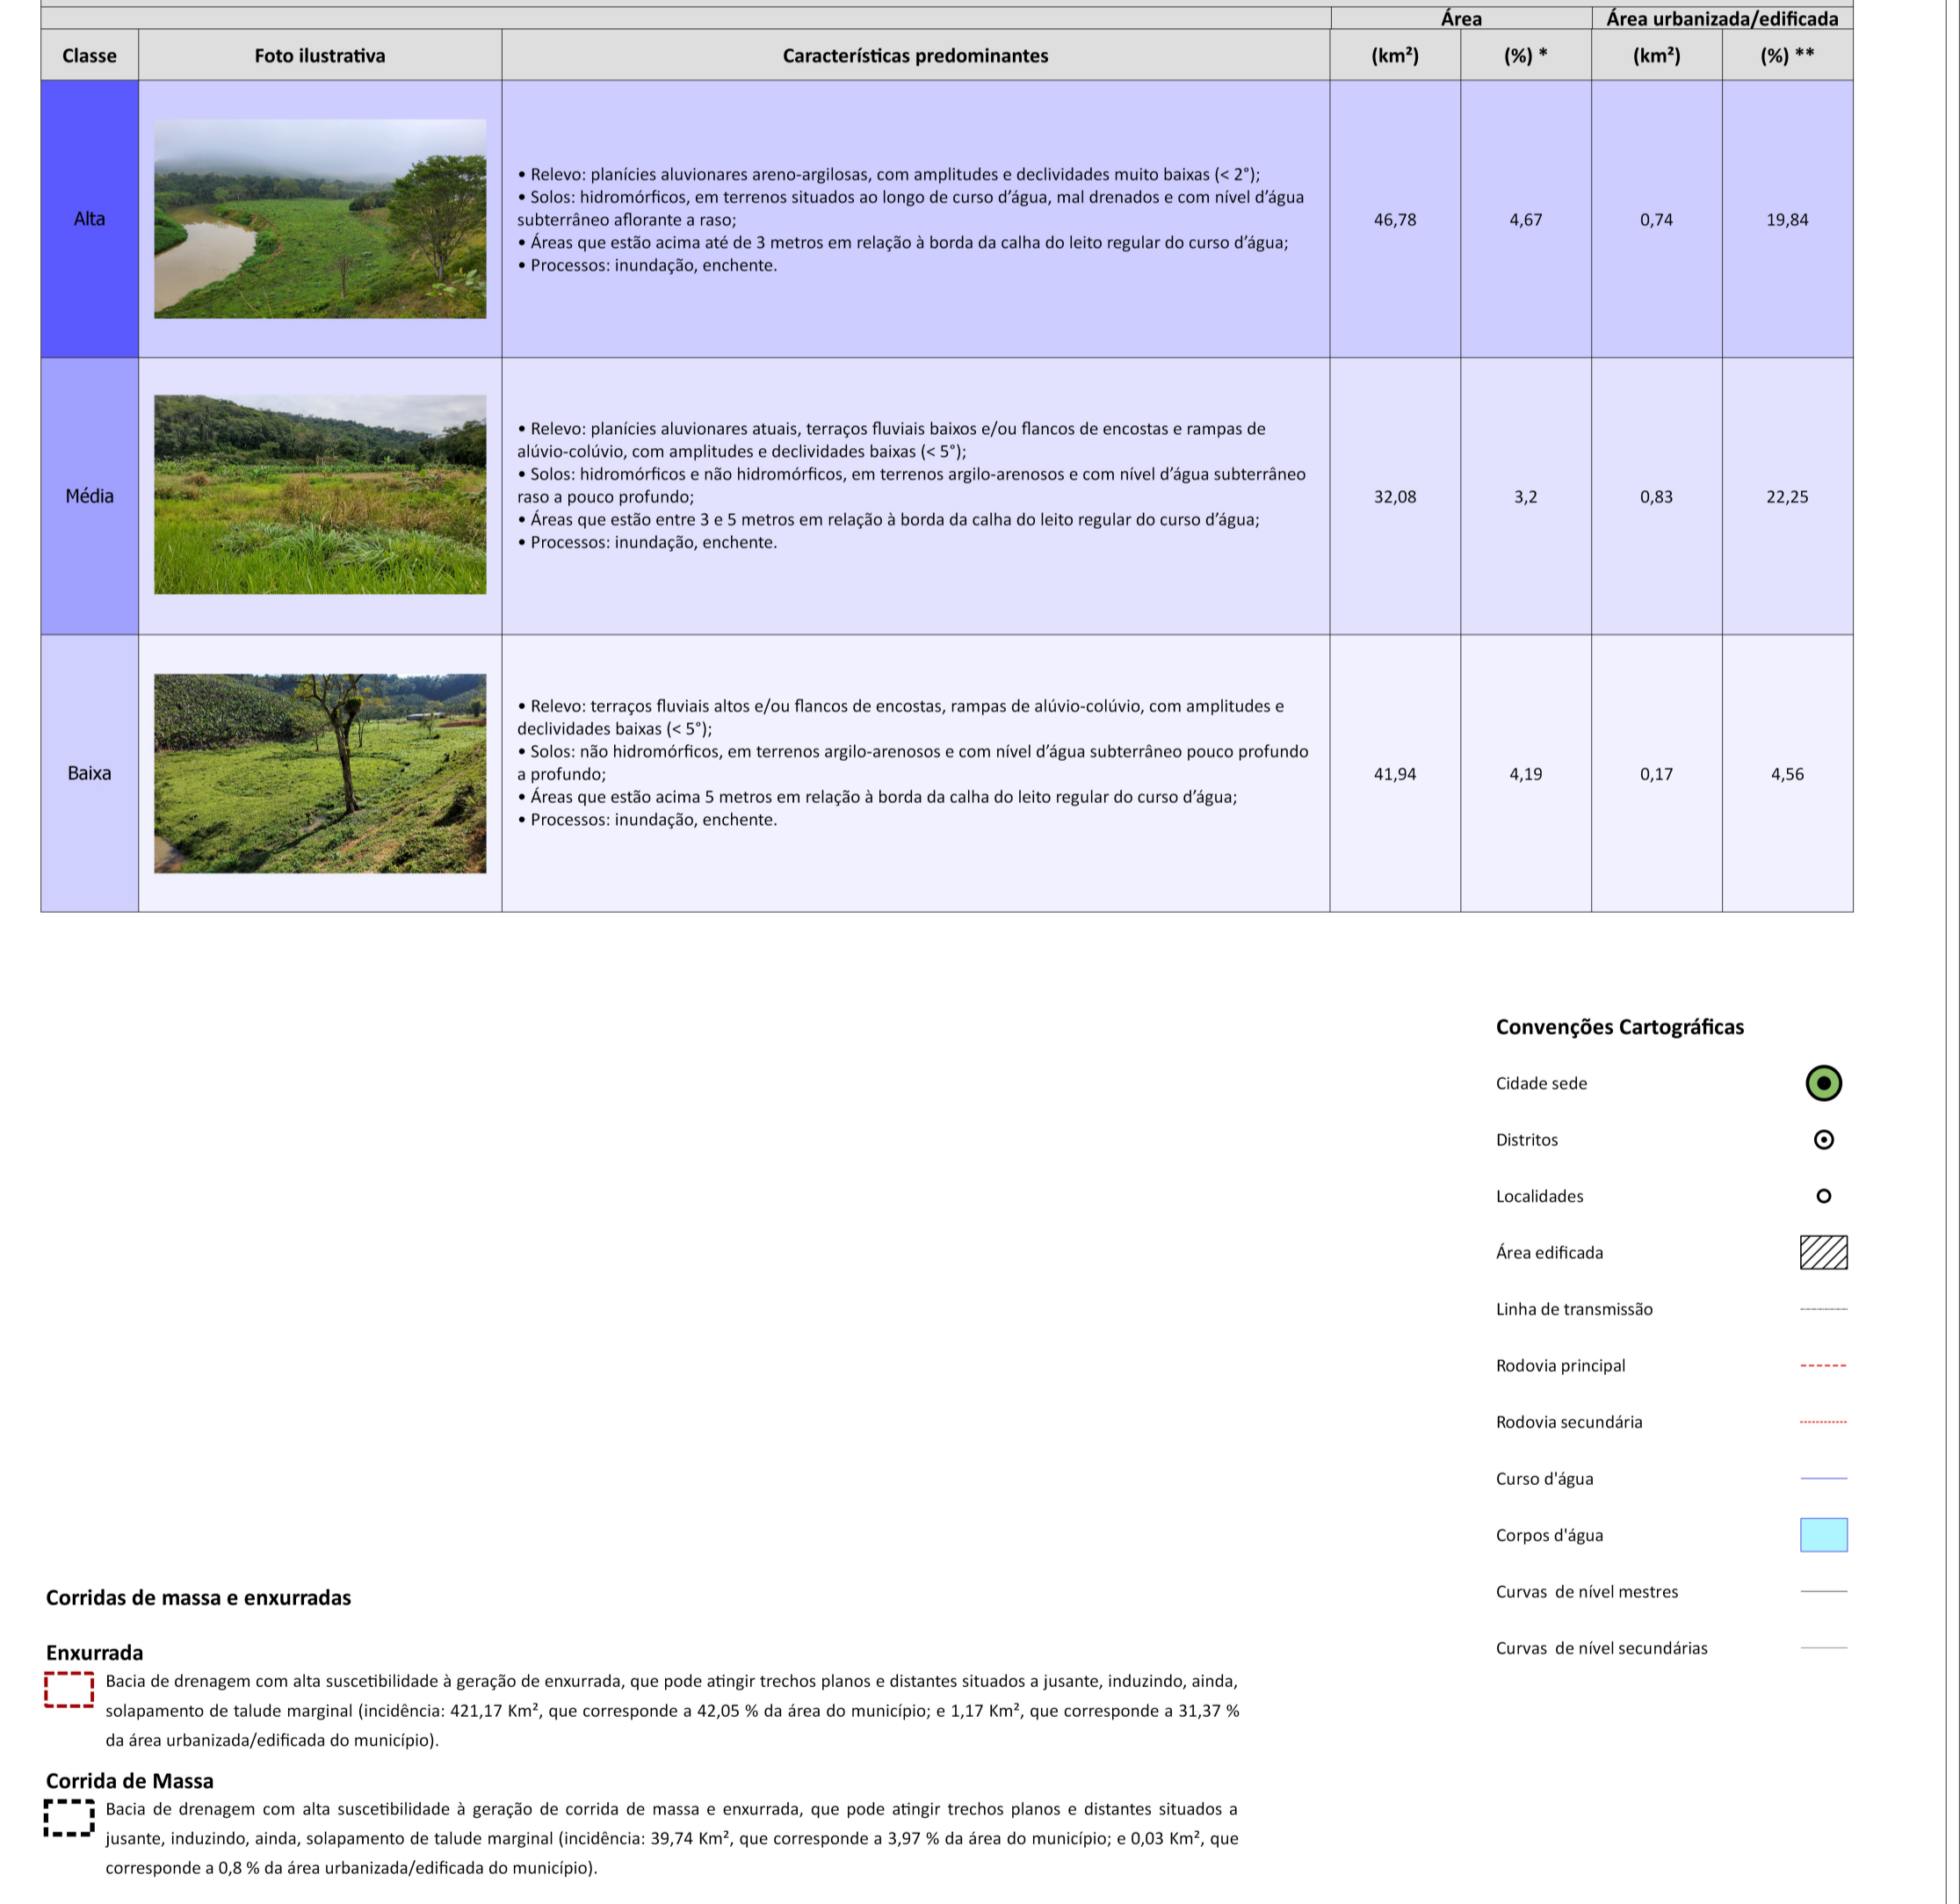 Área
Área urbanizada/edificada
Classe
Foto ilustrativa
Características predominantes
(km²)
(%) *
(km²)
(%) **
Alta
• Relevo: planícies aluvionares areno-argilosas, com amplitudes e declividades muito baixas (< 2°);
• Solos: hidromórficos, em terrenos situados ao longo de curso d’água, mal drenados e com nível d’água
subterrâneo aflorante a raso;
• Áreas que estão acima até de 3 metros em relação à borda da calha do leito regular do curso d’água;
• Processos: inundação, enchente.
46,78
4,67
0,74
19,84
Média
• Relevo: planícies aluvionares atuais, terraços fluviais baixos e/ou flancos de encostas e rampas de
alúvio-colúvio, com amplitudes e declividades baixas (< 5°);
• Solos: hidromórficos e não hidromórficos, em terrenos argilo-arenosos e com nível d’água subterrâneo
raso a pouco profundo;
• Áreas que estão entre 3 e 5 metros em relação à borda da calha do leito regular do curso d’água;
• Processos: inundação, enchente.
32,08
3,2
0,83
22,25
Baixa
• Relevo: terraços fluviais altos e/ou flancos de encostas, rampas de alúvio-colúvio, com amplitudes e
declividades baixas (< 5°);
• Solos: não hidromórficos, em terrenos argilo-arenosos e com nível d’água subterrâneo pouco profundo
a profundo;
• Áreas que estão acima 5 metros em relação à borda da calha do leito regular do curso d’água;
• Processos: inundação, enchente.
41,94
4,19
0,17
4,56
Convenções Cartográficas
Cidade sede
Distritos
Localidades
Área edificada
Linha de transmissão
Rodovia principal
Rodovia secundária
Curso d'água
Corpos d'água
Curvas de nível mestres
Curvas de nível secundárias
Corridas de massa e enxurradas
Enxurrada
Bacia de drenagem com alta suscetibilidade à geração de enxurrada, que pode atingir trechos planos e distantes situados a jusante, induzindo, ainda,
solapamento de talude marginal (incidência: 421,17 Km², que corresponde a 42,05 % da área do município; e 1,17 Km², que corresponde a 31,37 %
da área urbanizada/edificada do município).
Corrida de Massa
Bacia de drenagem com alta suscetibilidade à geração de corrida de massa e enxurrada, que pode atingir trechos planos e distantes situados a
jusante, induzindo, ainda, solapamento de talude marginal (incidência: 39,74 Km², que corresponde a 3,97 % da área do município; e 0,03 Km², que
corresponde a 0,8 % da área urbanizada/edificada do município).